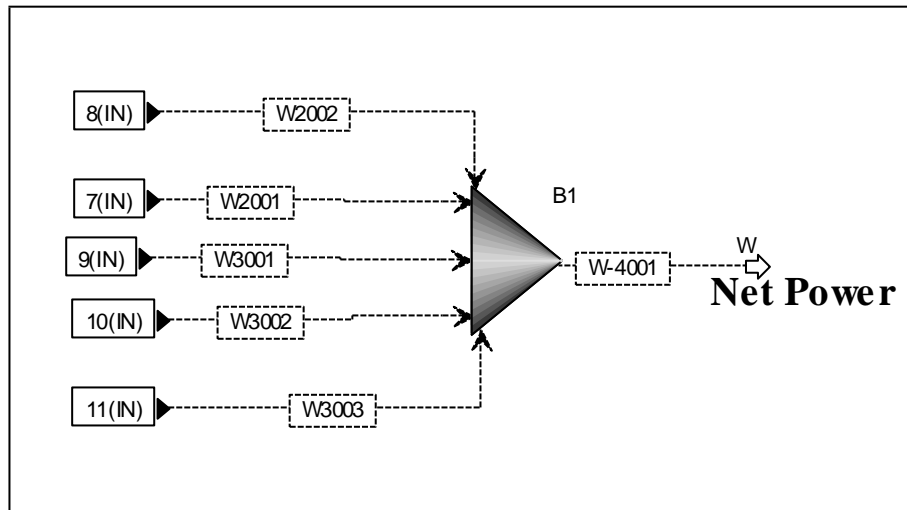 8(IN)
W2002
7(IN)
W2001
B1
9(IN)
W3001
W-4001
W
Net Power
10(IN)
W3002
11(IN)
W3003